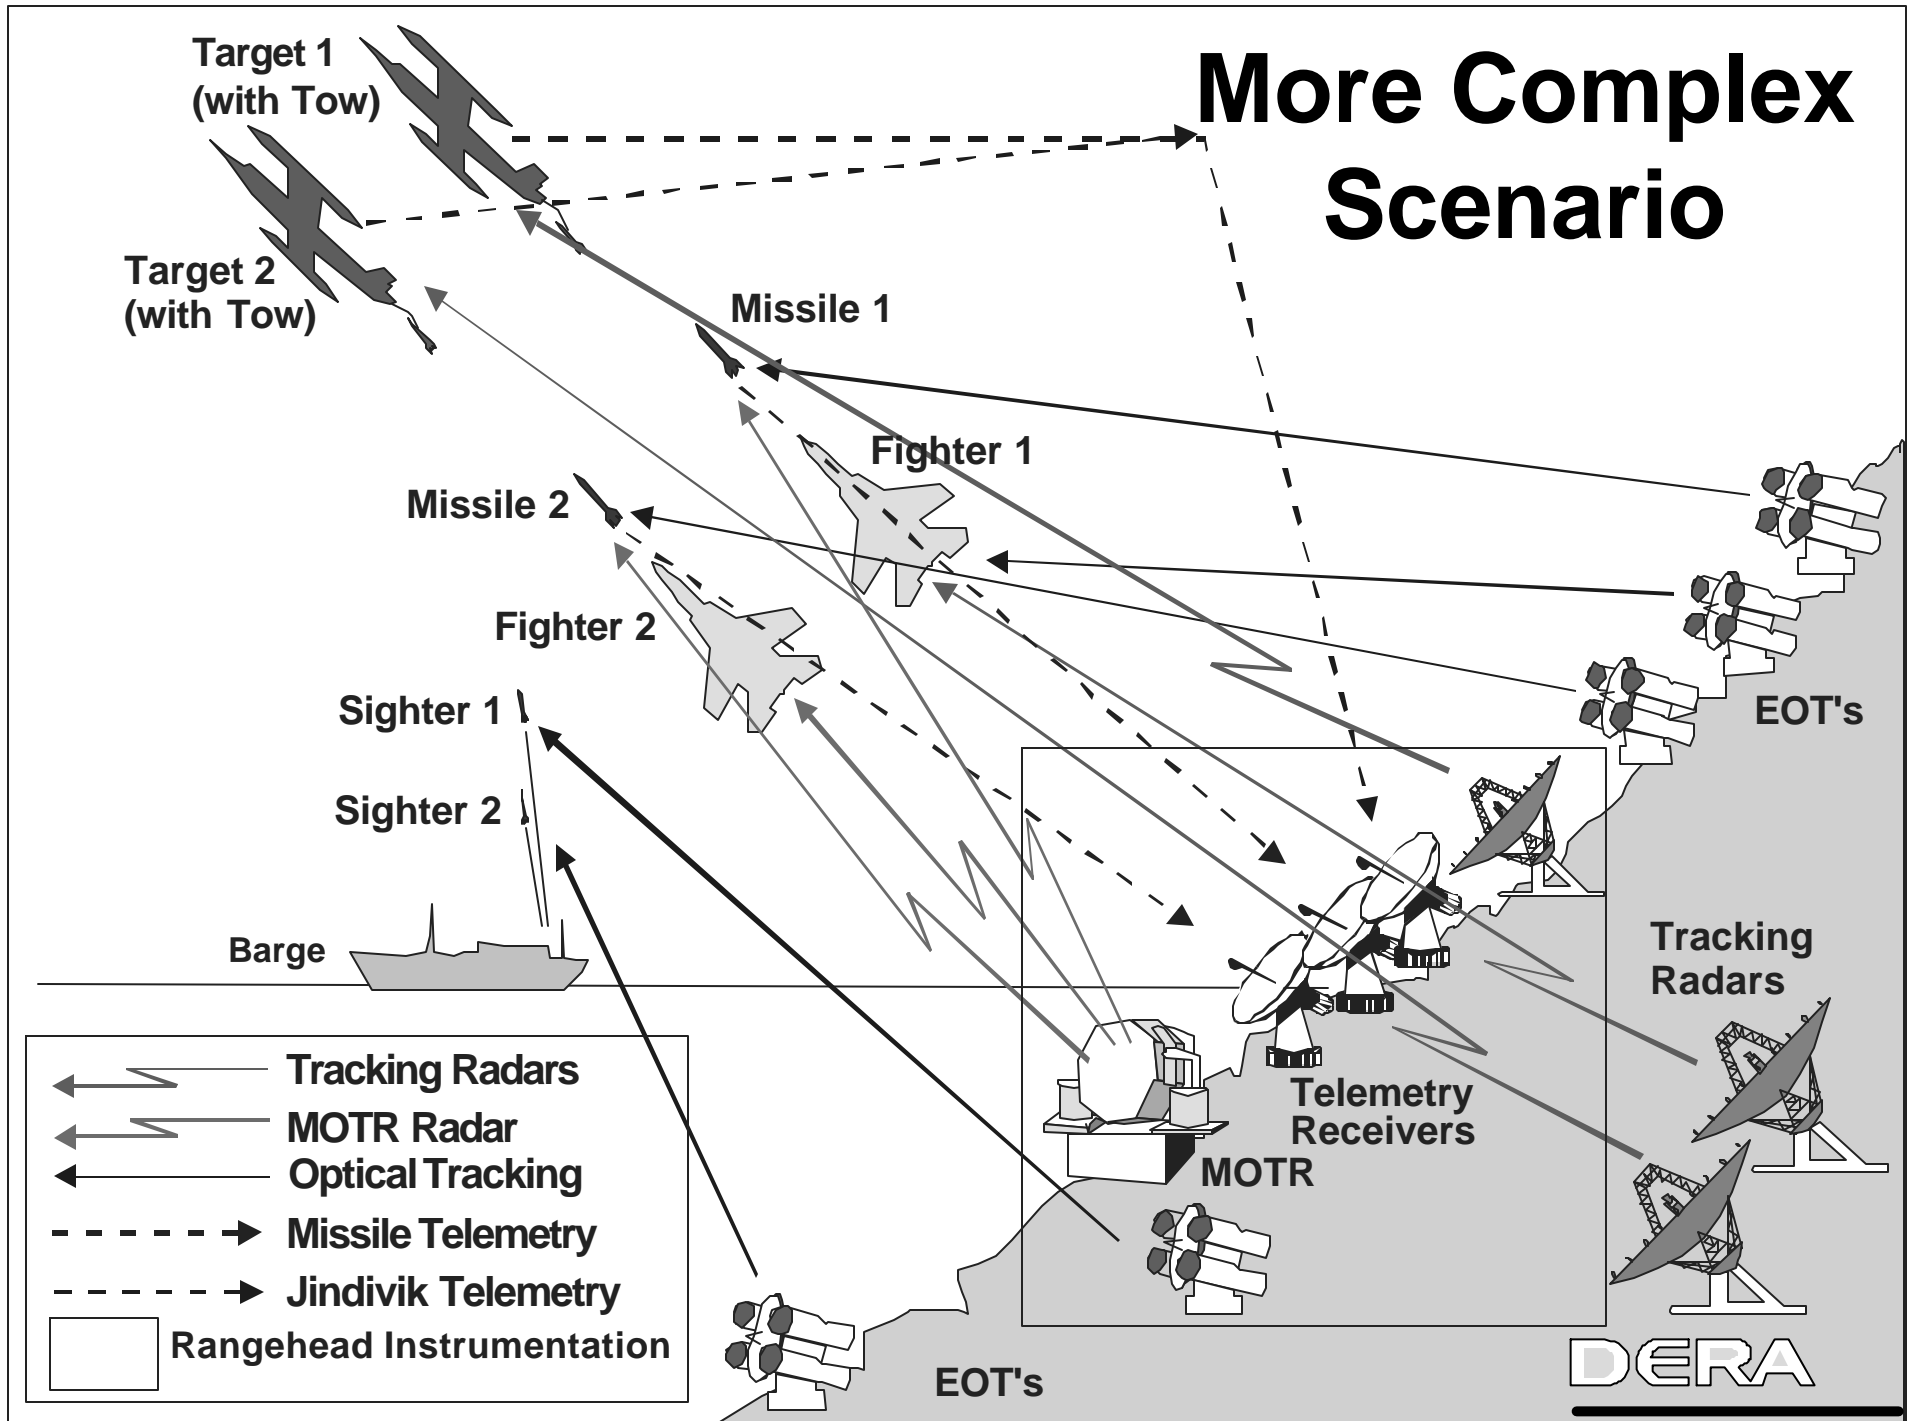 More Complex
Scenario
Target 1
(with Tow)
Target 2
(with Tow)
Missile 1
Fighter 1
Missile 2
Fighter 2
Sighter 1
Sighter 2
Barge
EOT's
Tracking
Radars
Telemetry
Receivers
MOTR
EOT's
Tracking Radars
MOTR Radar
Optical Tracking
Missile Telemetry
Jindivik Telemetry
Rangehead Instrumentation
DERA